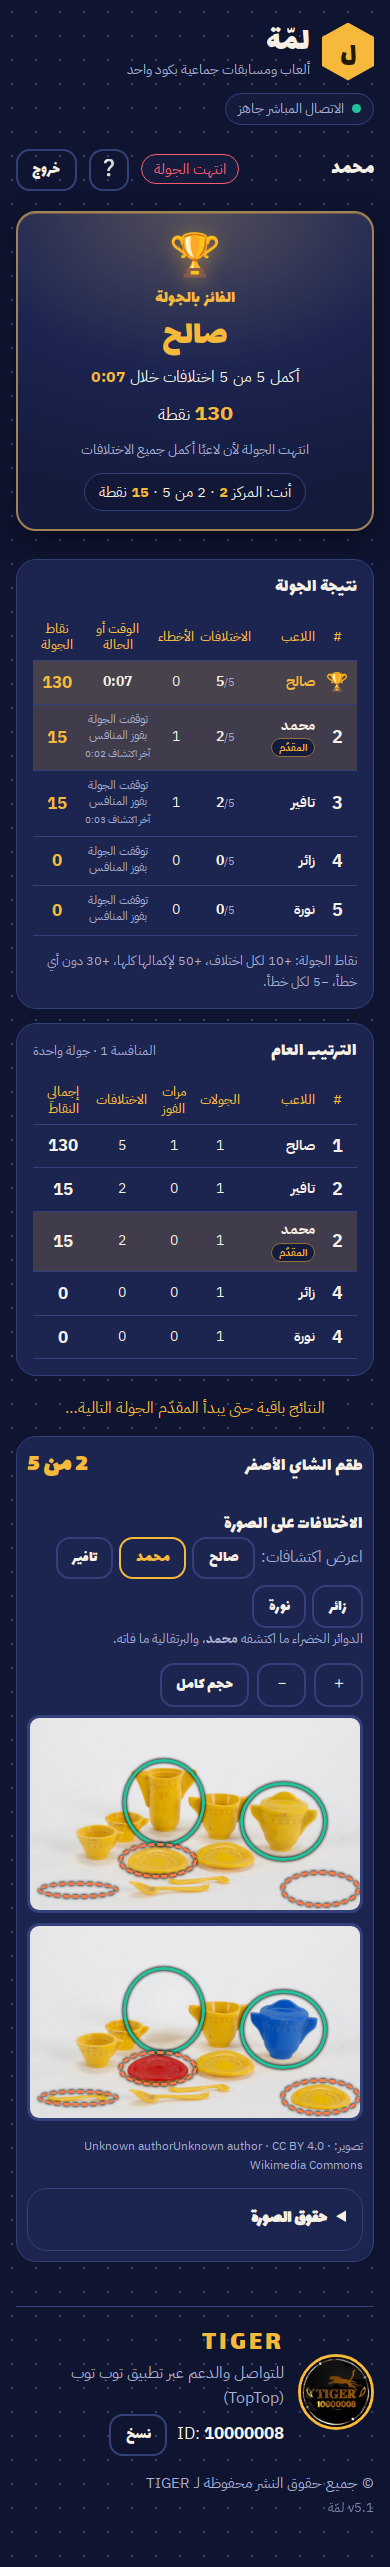 ل
لمّة
ألعاب ومسابقات جماعية بكود واحد
الاتصال المباشر جاهز
محمد
انتهت الجولة
?
خروج
الفائز بالجولة
صالح
أكمل 5 من 5 اختلافات خلال 0:07
130 نقطة
انتهت الجولة لأن لاعبًا أكمل جميع الاختلافات
أنت: المركز 2 · 2 من 5 · 15 نقطة
نتيجة الجولة
# اللاعب الاختلافات الأخطاء الوقت أو الحالة نقاط الجولة
صالح 5/5 0 0:07 130
2 محمد المقدّم 2/5 1 توقفت الجولة بفوز المنافس آخر اكتشاف 0:02 15
3 تافير 2/5 1 توقفت الجولة بفوز المنافس آخر اكتشاف 0:03 15
4 زائر 0/5 0 توقفت الجولة بفوز المنافس 0
5 نورة 0/5 0 توقفت الجولة بفوز المنافس 0
نقاط الجولة: +10 لكل اختلاف، +50 لإكمالها كلها، +30 دون أي
خطأ، −5 لكل خطأ.
الترتيب العام
المنافسة 1 · جولة واحدة
# اللاعب الجولات مرات الفوز الاختلافات إجمالي النقاط
1 صالح 1 1 5 130
2 تافير 1 0 2 15
2 محمد المقدّم 1 0 2 15
4 زائر 1 0 0 0
4 نورة 1 0 0 0
النتائج باقية حتى يبدأ المقدّم الجولة التالية...
طقم الشاي الأصفر
2 من 5
الاختلافات على الصورة
اعرض اكتشافات: صالح محمد تافير
زائر نورة
الدوائر الخضراء ما اكتشفه محمد، والبرتقالية ما فاته.
+ − حجم كامل
تصوير: Unknown authorUnknown author · CC BY 4.0 ·
Wikimedia Commons
حقوق الصورة
TIGER
10000008
TIGER
للتواصل والدعم عبر تطبيق توب توب
(TopTop)
ID: 10000008
نسخ
© جميع حقوق النشر محفوظة لـ TIGER
لمّة v5.1